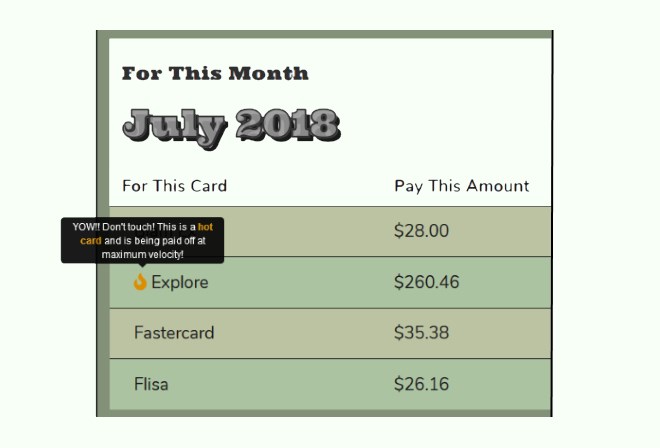 For This Month
July 2018
For This Card Pay This Amount
YOW!! Don't touch! This is a hot
card and is being paid off at
maximum velocity!
$28.00
Explore $260.46
Fastercard $35.38
Flisa $26.16